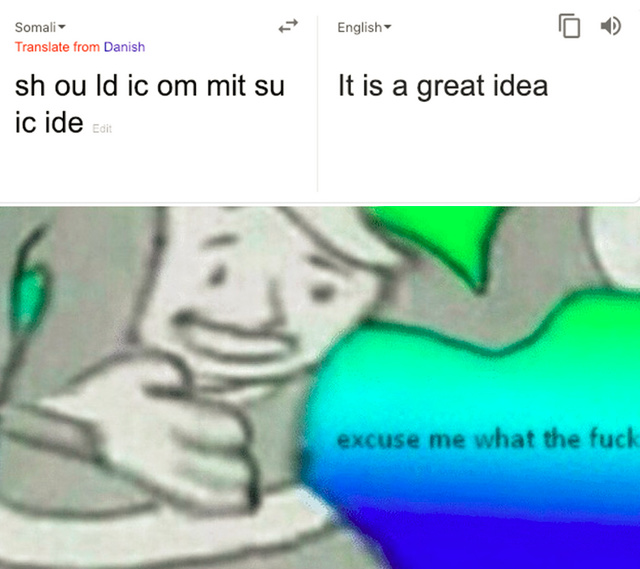 Somali
English
Translate from Danish
sh ou ld ic om mit su
ic ide Edit
It is a great idea
excuse me what the fuck